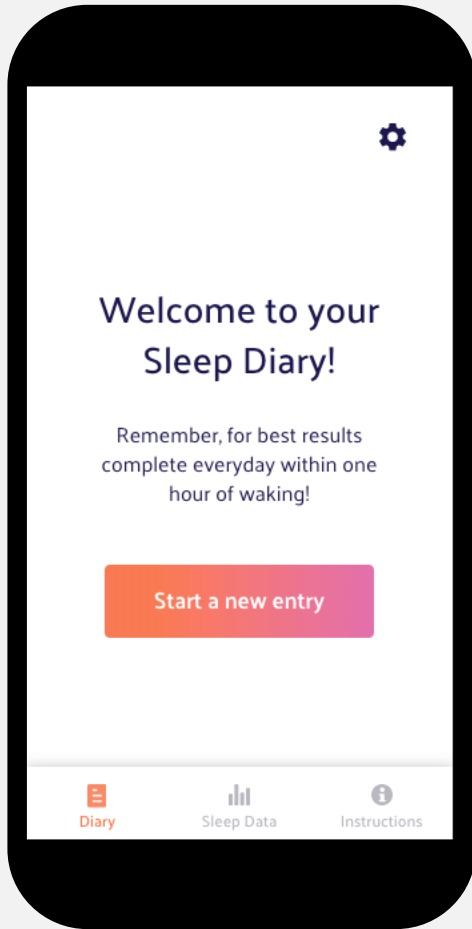 Welcome to your
Sleep Diary!
Remember, for best results
complete everyday within one
hour of waking!
Start a new entry
Diary
Sleep Data
Instructions